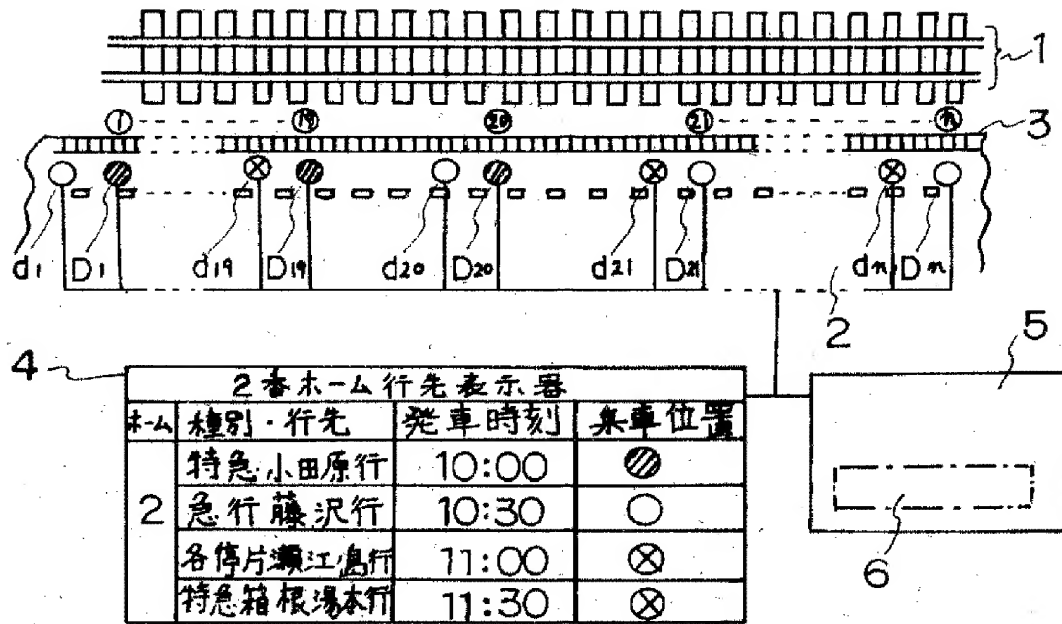 1
① ⑲ ⑳ ㉑ ⓝ
3
d1 D1 d19 D19 d20 D20 d21 D21 dn Dn
2
5
4
2番ホーム行先表示器
ホーム 種別・行先 発車時刻 乗車位置
2
特急小田原行 10:00
急行藤沢行 10:30
各停片瀬江ノ島行 11:00
特急箱根湯本行 11:30
6